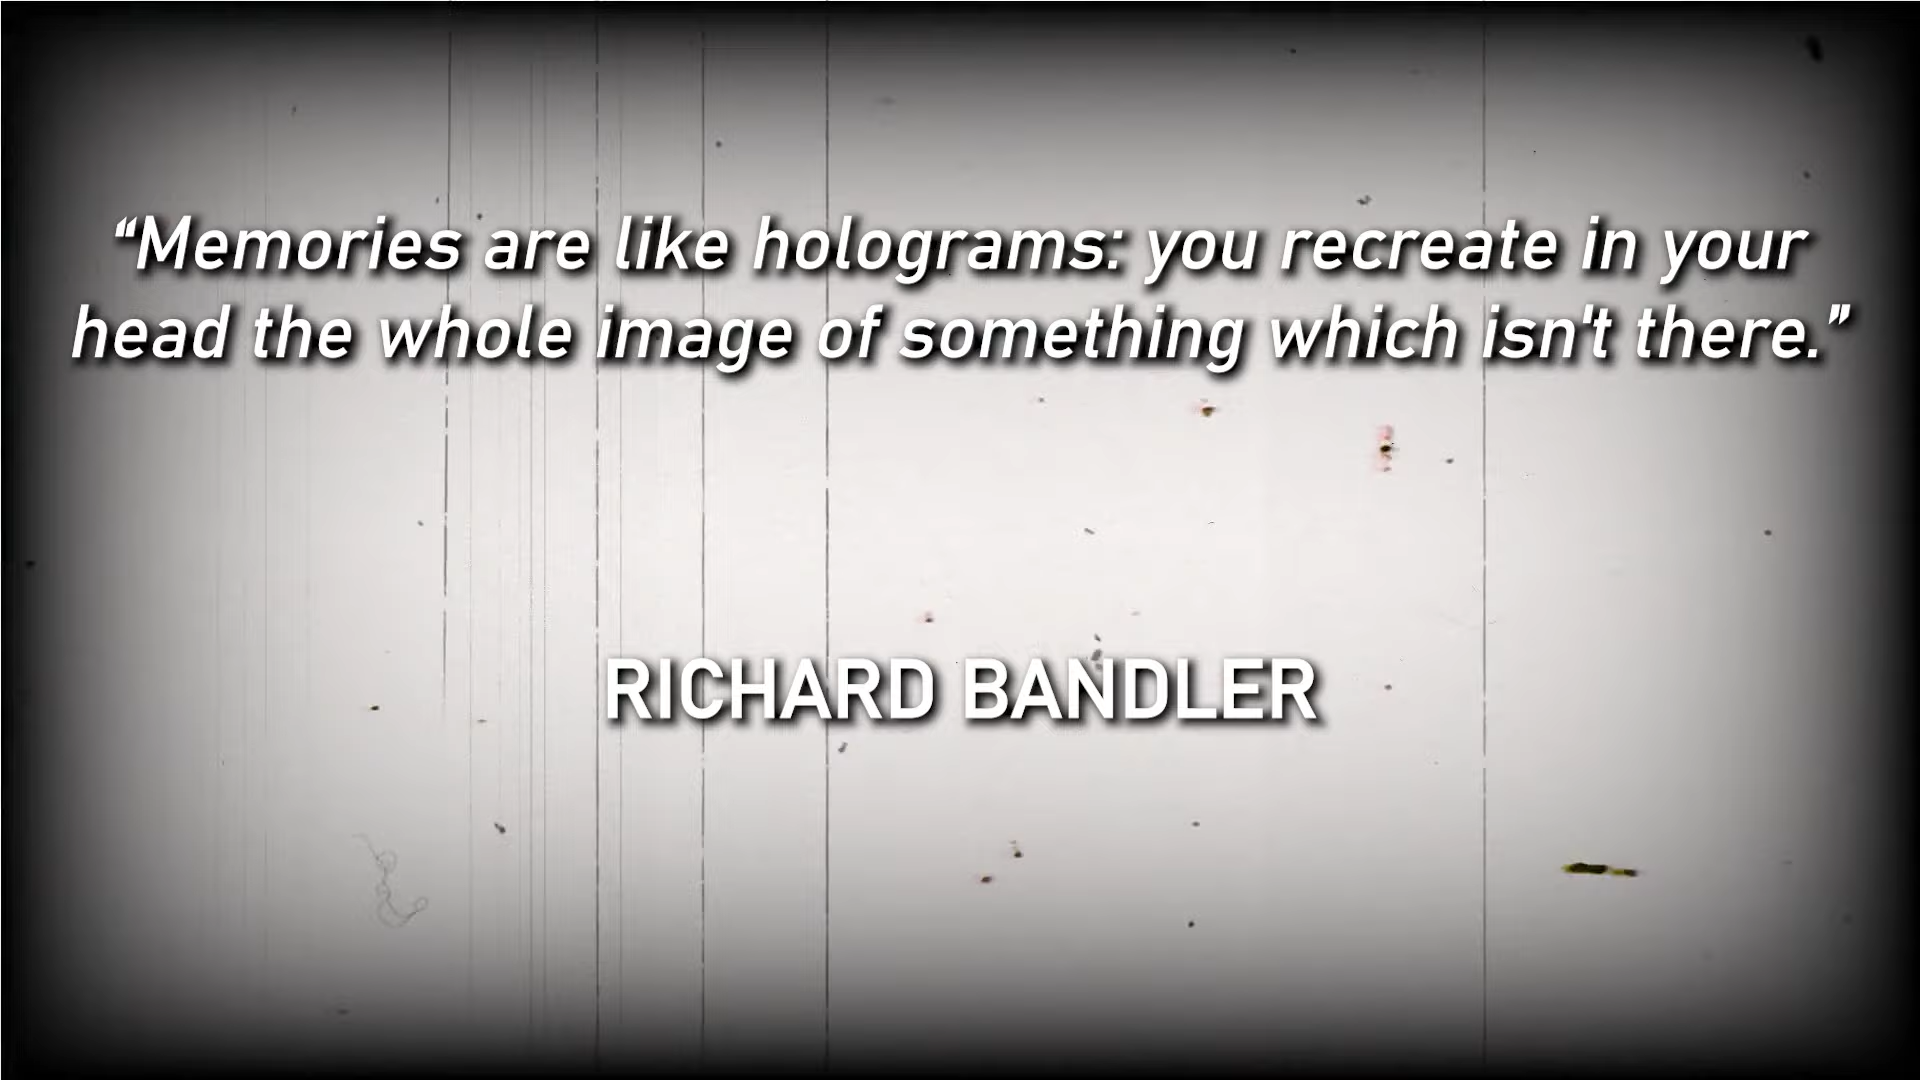 “Memories are like holograms: you recreate in your
head the whole image of something which isn't there.”
RICHARD BANDLER